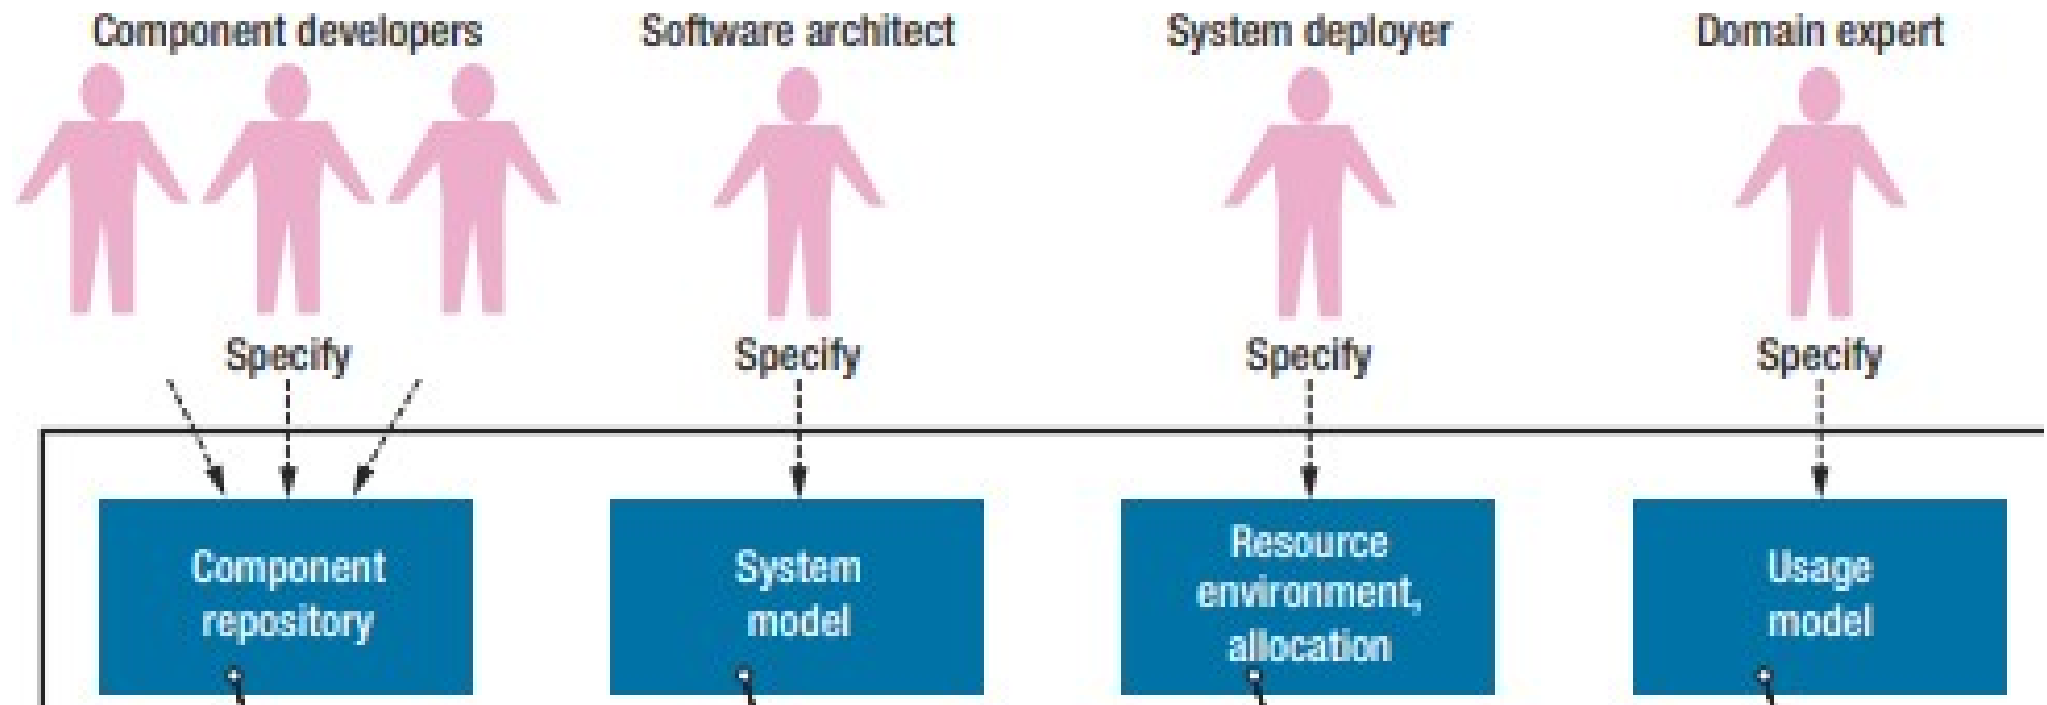 Component developers
Software architect
System deployer
Domain expert
Specify
Specify
Specify
Specify
Component
repository
System
model
Resource
environment,
allocation
Usage
model